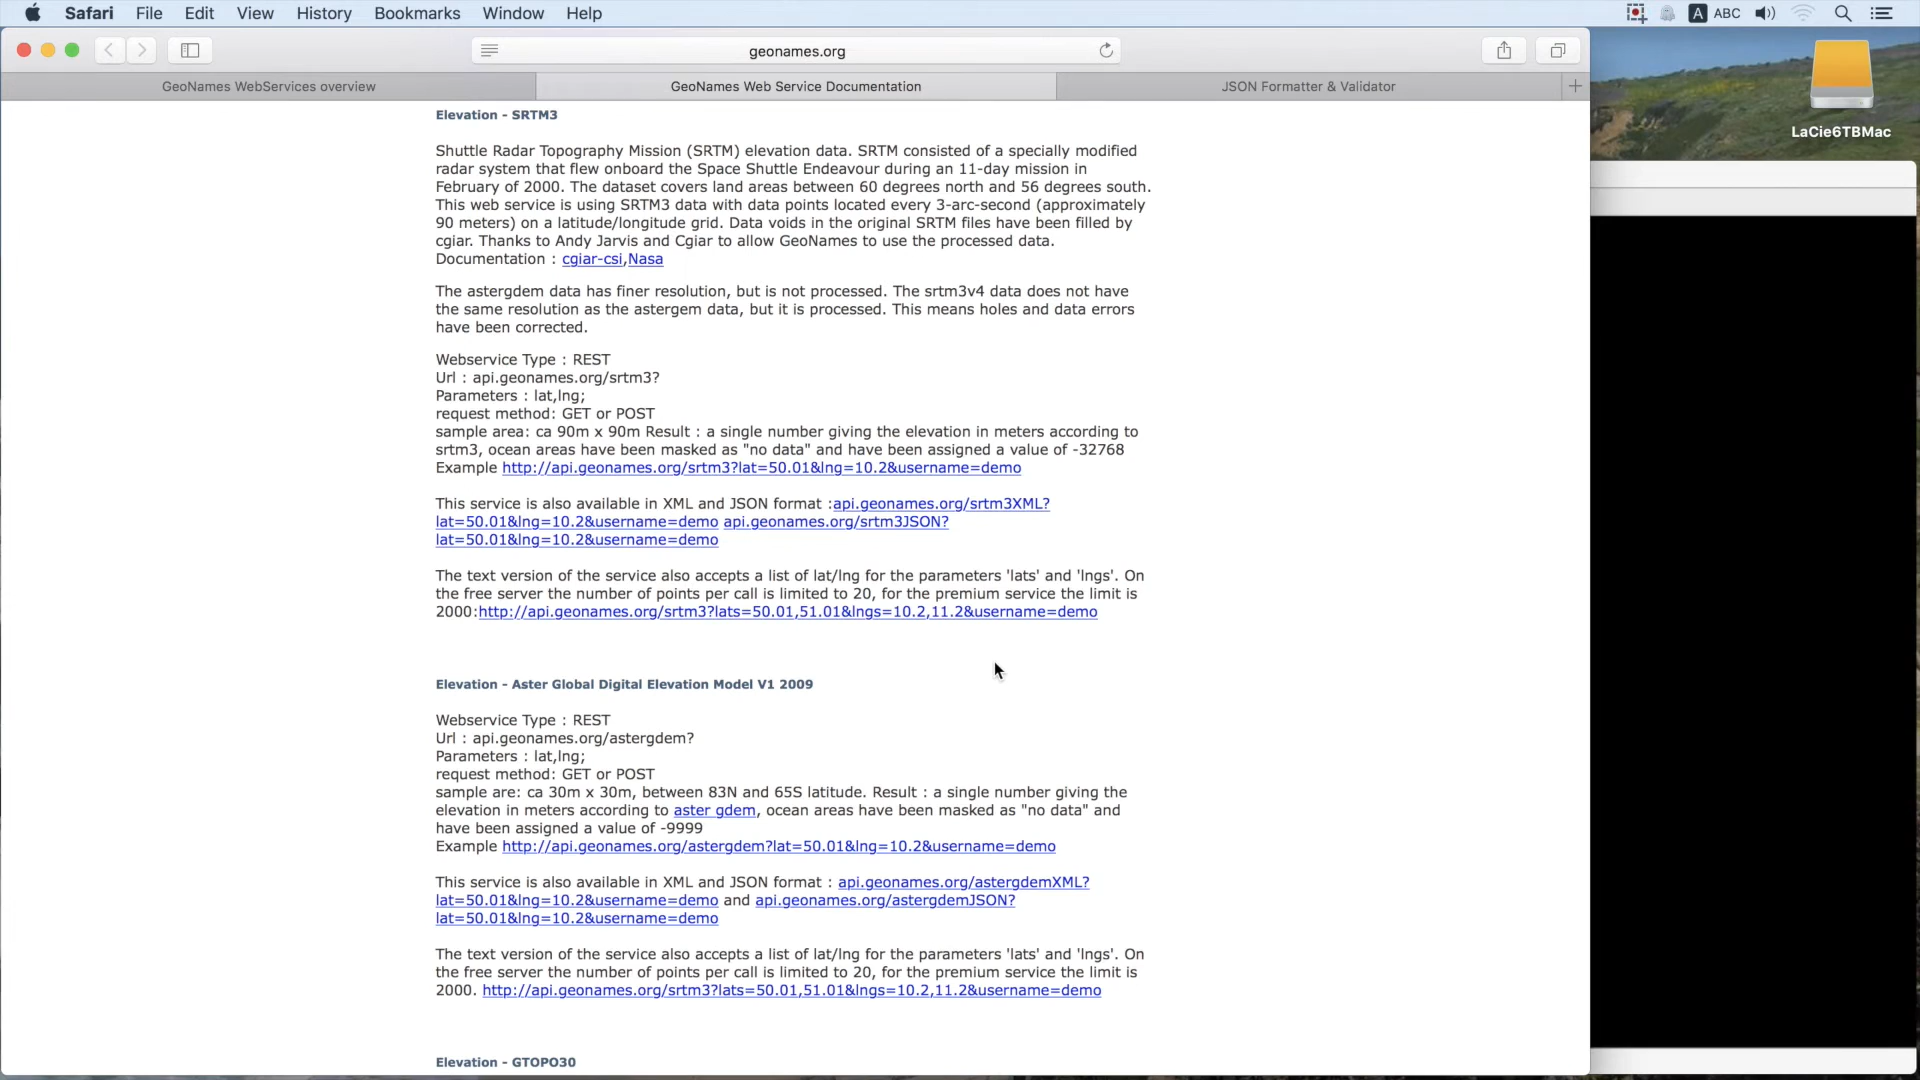 Safari File Edit View History Bookmarks Window Help A ABC
geonames.org
GeoNames WebServices overview
GeoNames Web Service Documentation
JSON Formatter & Validator
LaCie6TBMac
Elevation - SRTM3
Shuttle Radar Topography Mission (SRTM) elevation data. SRTM consisted of a specially modified
radar system that flew onboard the Space Shuttle Endeavour during an 11-day mission in
February of 2000. The dataset covers land areas between 60 degrees north and 56 degrees south.
This web service is using SRTM3 data with data points located every 3-arc-second (approximately
90 meters) on a latitude/longitude grid. Data voids in the original SRTM files have been filled by
cgiar. Thanks to Andy Jarvis and Cgiar to allow GeoNames to use the processed data.
Documentation : cgiar-csi,Nasa
The astergdem data has finer resolution, but is not processed. The srtm3v4 data does not have
the same resolution as the astergem data, but it is processed. This means holes and data errors
have been corrected.
Webservice Type : REST
Url : api.geonames.org/srtm3?
Parameters : lat,lng;
request method: GET or POST
sample area: ca 90m x 90m Result : a single number giving the elevation in meters according to
srtm3, ocean areas have been masked as "no data" and have been assigned a value of -32768
Example http://api.geonames.org/srtm3?lat=50.01&lng=10.2&username=demo
This service is also available in XML and JSON format :api.geonames.org/srtm3XML?
lat=50.01&lng=10.2&username=demo api.geonames.org/srtm3JSON?
lat=50.01&lng=10.2&username=demo
The text version of the service also accepts a list of lat/lng for the parameters 'lats' and 'lngs'. On
the free server the number of points per call is limited to 20, for the premium service the limit is
2000:http://api.geonames.org/srtm3?lats=50.01,51.01&lngs=10.2,11.2&username=demo
Elevation - Aster Global Digital Elevation Model V1 2009
Webservice Type : REST
Url : api.geonames.org/astergdem?
Parameters : lat,lng;
request method: GET or POST
sample are: ca 30m x 30m, between 83N and 65S latitude. Result : a single number giving the
elevation in meters according to aster gdem, ocean areas have been masked as "no data" and
have been assigned a value of -9999
Example http://api.geonames.org/astergdem?lat=50.01&lng=10.2&username=demo
This service is also available in XML and JSON format : api.geonames.org/astergdemXML?
lat=50.01&lng=10.2&username=demo and api.geonames.org/astergdemJSON?
lat=50.01&lng=10.2&username=demo
The text version of the service also accepts a list of lat/lng for the parameters 'lats' and 'lngs'. On
the free server the number of points per call is limited to 20, for the premium service the limit is
2000. http://api.geonames.org/srtm3?lats=50.01,51.01&lngs=10.2,11.2&username=demo
Elevation - GTOPO30